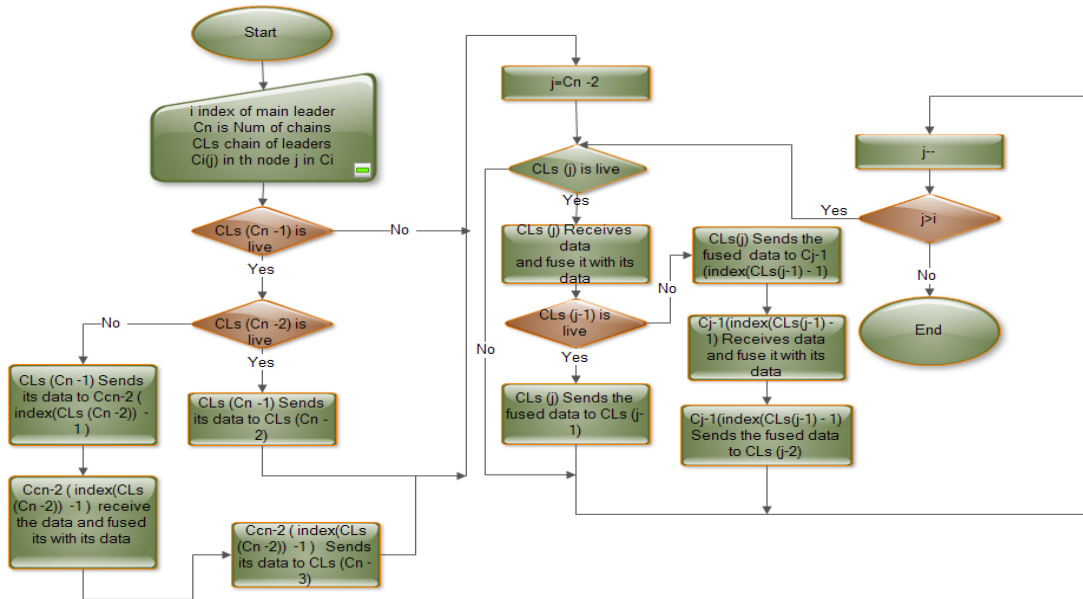 Start
i index of main leader
Cn is Num of chains
CLs chain of leaders
Ci(j) in th node j in Ci
CLs (Cn -1) is
live
No
Yes
CLs (Cn -2) is
live
No
Yes
CLs (Cn -1) Sends
its data to Ccn-2 (
index(CLs (Cn -2)) -
1 )
CLs (Cn -1) Sends
its data to CLs (Cn -
2)
Ccn-2 ( index(CLs
(Cn -2)) -1 ) receive
the data and fused
its with its data
Ccn-2 ( index(CLs
(Cn -2)) -1 ) Sends
its data to CLs (Cn -
3)
j=Cn -2
CLs (j) is live
Yes
No
CLs (j) Receives
data
and fuse it with its
data
CLs (j-1) is
live
No
Yes
CLs (j) Sends the
fused data to CLs (j-
1)
CLs(j) Sends the
fused data to Cj-1
(index(CLs(j-1) - 1)
Cj-1(index(CLs(j-1) -
1) Receives data
and fuse it with its
data
Cj-1(index(CLs(j-1) - 1)
Sends the fused data
to CLs (j-2)
j--
j>i
Yes
No
End